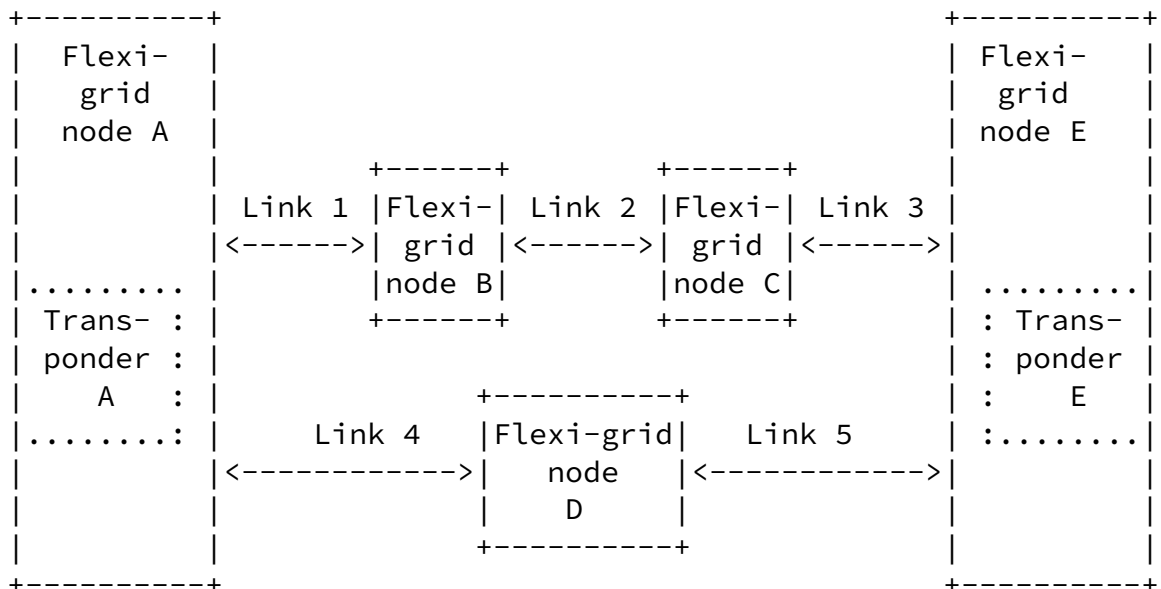 +----------+                                     +----------+
|  Flexi-  |                                     | Flexi-   |
|   grid   |                                     |  grid    |
|  node A  |                                     | node E   |
|          |       +------+       +------+       |          |
|          | Link 1 |Flexi-| Link 2 |Flexi-| Link 3 |          |
|          |<------>| grid |<------>| grid |<------>|          |
|......... |       |node B|       |node C|       | .........|
| Trans- : |       +------+       +------+       | : Trans- |
| ponder : |                                     | : ponder |
|   A   : |            +----------+             | :    E   |
|........: |    Link 4  |Flexi-grid|   Link 5    | :........|
|          |<------------>|   node   |<------------>|          |
|          |            |    D     |             |          |
|          |            +----------+             |          |
+----------+                                     +----------+